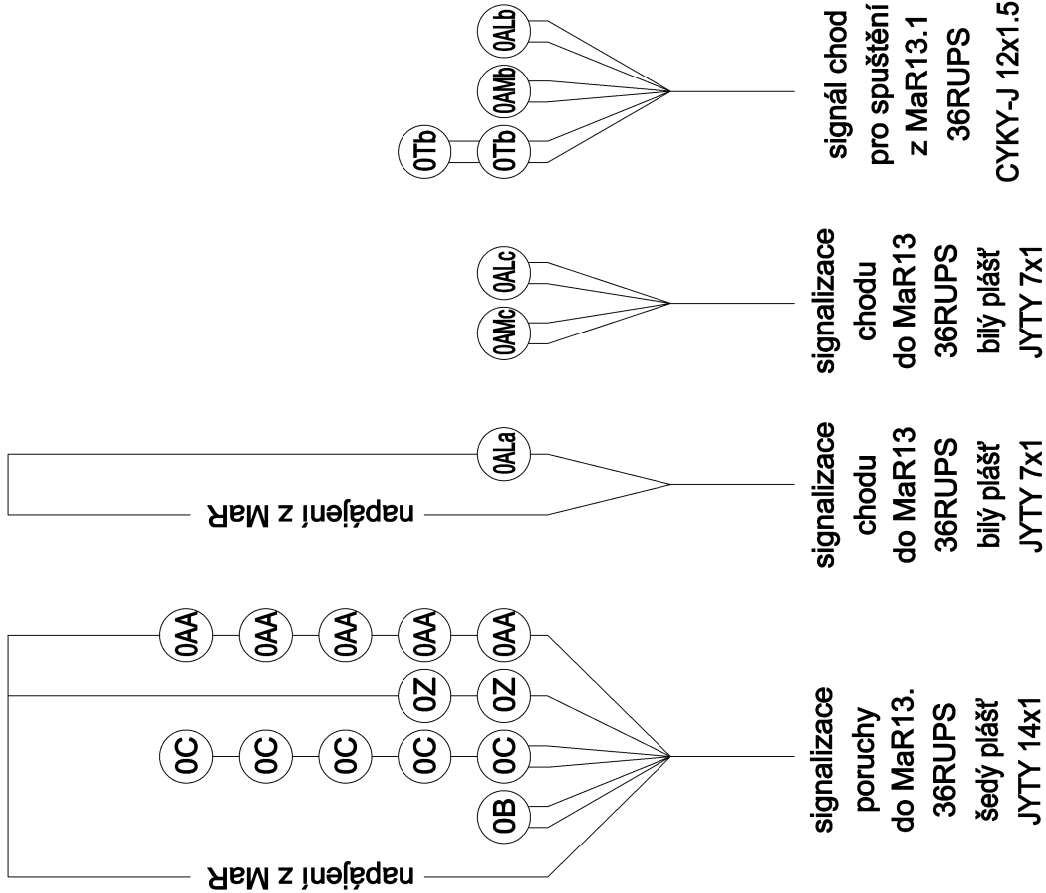 napájení z MaR
0B
0C
0C
0C
0C
0C
0Z
0Z
0AA
0AA
0AA
0AA
0AA
signalizace
poruchy
do MaR13.
36RUPS
šedý plášť
JYTY 14x1
napájení z MaR
0ALa
signalizace
chodu
do MaR13
36RUPS
bílý plášť
JYTY 7x1
0AMc
0ALc
signalizace
chodu
do MaR13
36RUPS
bílý plášť
JYTY 7x1
0Tb
0Tb
0AMb
0ALb
signál chod
pro spuštění
z MaR13.1
36RUPS
CYKY-J 12x1.5